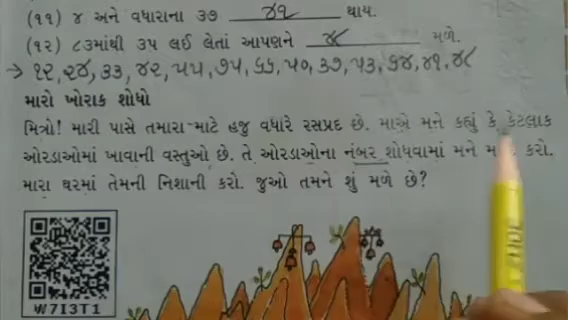 (૧૧) ૪ અને વધારાના ૩૭ ૪૧ થાય.
(૧૨) ૮૩માંથી ૩૫ લઈ લેતાં આપણને ૪૮ મળે.
→ ૧૨, ૨૪, ૩૩, ૪૨, ૫૫, ૭૫, ૬૬, ૫૦, ૩૭, ૫૩, ૬૪, ૪૧, ૪૮
મારો ખોરાક શોધો
મિત્રો! મારી પાસે તમારા માટે હજુ વધારે રસપ્રદ છે. માએ મને કહ્યું કે કેટલાક
ઓરડાઓમાં ખાવાની વસ્તુઓ છે. તે ઓરડાઓના નંબર શોધવામાં મને કરો.
મારા ઘરમાં તેમની નિશાની કરો. જુઓ તમને શું મળે છે?
W7I3T1